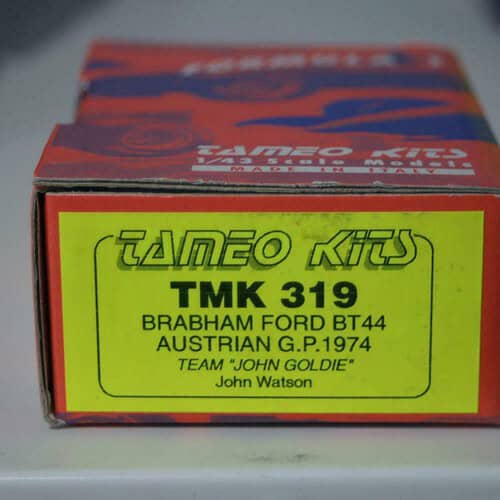 FORMULA 1
TAMEO KITS
1/43 Scale Models
MADE IN ITALY
TAMEO KITS
TMK 319
BRABHAM FORD BT44
AUSTRIAN G.P.1974
TEAM "JOHN GOLDIE"
John Watson